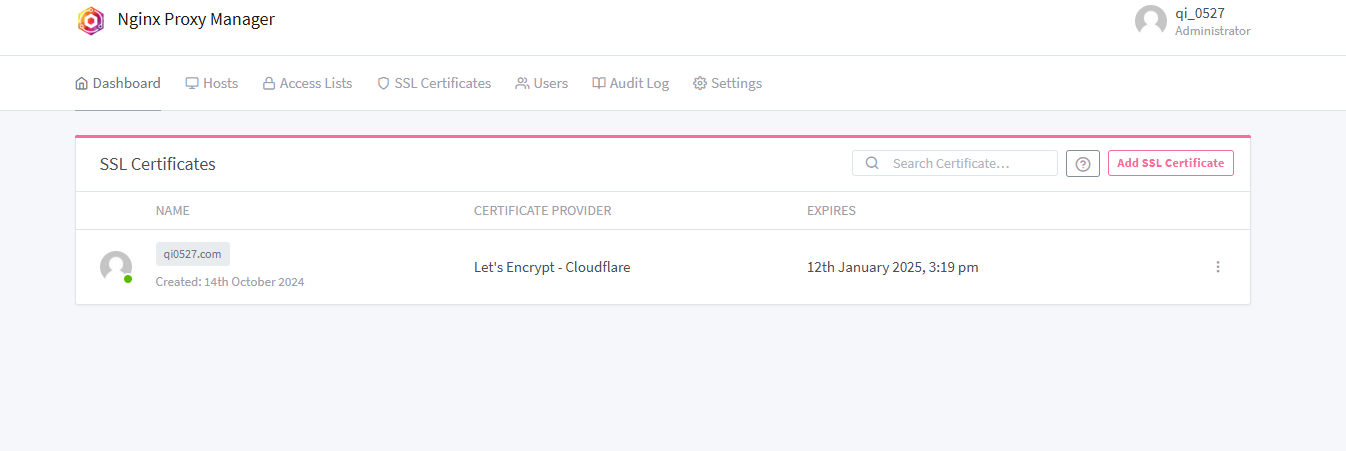 Nginx Proxy Manager
qi_0527
Administrator
Dashboard Hosts Access Lists SSL Certificates Users Audit Log Settings
SSL Certificates
Search Certificate...
Add SSL Certificate
NAME CERTIFICATE PROVIDER EXPIRES
qi0527.com
Created: 14th October 2024
Let's Encrypt - Cloudflare
12th January 2025, 3:19 pm